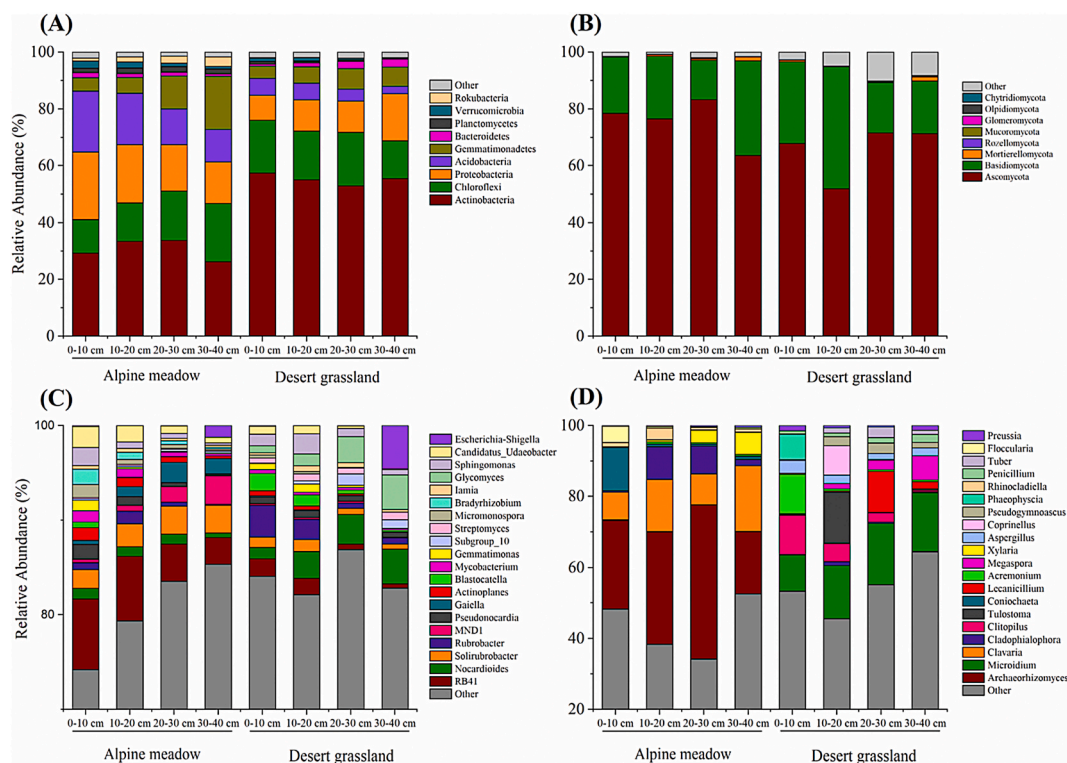 (A)
Relative Abundance (%)
100
80
60
40
20
0
0-10 cm
10-20 cm
20-30 cm
30-40 cm
0-10 cm
10-20 cm
20-30 cm
30-40 cm
Alpine meadow
Desert grassland
Other
Rokubacteria
Verrucomicrobia
Planctomycetes
Bacteroidetes
Gemmatimonadetes
Acidobacteria
Proteobacteria
Chloroflexi
Actinobacteria
(B)
Relative Abundance (%)
100
80
60
40
20
0
0-10 cm
10-20 cm
20-30 cm
30-40 cm
0-10 cm
10-20 cm
20-30 cm
30-40 cm
Alpine meadow
Desert grassland
Other
Chytridiomycota
Olpidiomycota
Glomeromycota
Mucoromycota
Rozellomycota
Mortierellomycota
Basidiomycota
Ascomycota
(C)
Relative Abundance (%)
100
80
0-10 cm
10-20 cm
20-30 cm
30-40 cm
0-10 cm
10-20 cm
20-30 cm
30-40 cm
Alpine meadow
Desert grassland
Escherichia-Shigella
Candidatus_Udaeobacter
Sphingomonas
Glycomyces
Iamia
Bradyrhizobium
Micromonospora
Streptomyces
Subgroup_10
Gemmatimonas
Mycobacterium
Blastocatella
Actinoplanes
Gaiella
Pseudonocardia
MND1
Rubrobacter
Solirubrobacter
Nocardioides
RB41
Other
(D)
Relative Abundance (%)
100
80
60
40
20
0-10 cm
10-20 cm
20-30 cm
30-40 cm
0-10 cm
10-20 cm
20-30 cm
30-40 cm
Alpine meadow
Desert grassland
Preussia
Floccularia
Tuber
Penicillium
Rhinocladiella
Phaeophyscia
Pseudogymnoascus
Coprinellus
Aspergillus
Xylaria
Megaspora
Acremonium
Lecanicillium
Coniochaeta
Tulostoma
Clitopilus
Cladophialophora
Clavaria
Microidium
Archaeorhizomyces
Other